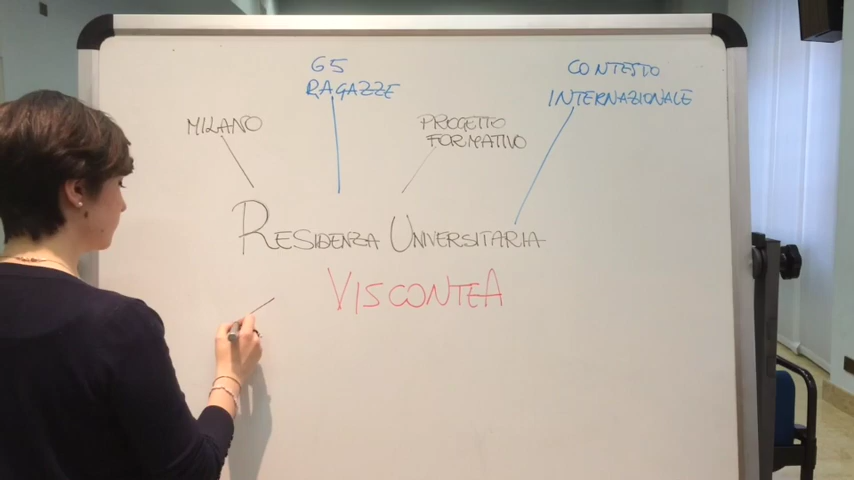 65
RAGAZZE
CONTESTO
INTERNAZIONALE
MILANO
PROGETTO
FORMATIVO
RESIDENZA UNIVERSITARIA
VISCONTEA